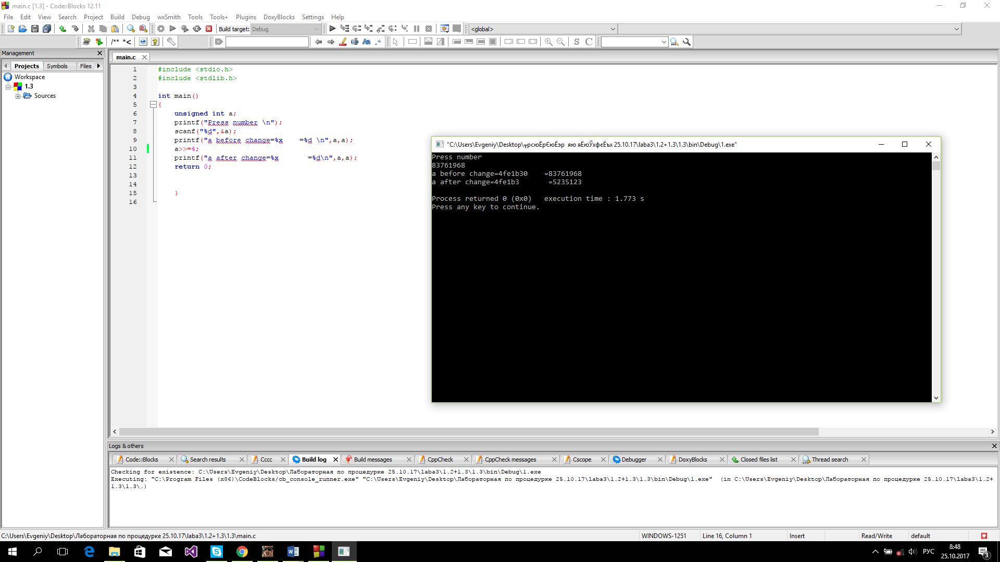 main.c [1.3] - Code::Blocks 12.11
File Edit View Search Project Build Debug wxSmith Tools Tools+ Plugins DoxyBlocks Settings Help
Build target: Debug <global>
/** *<
Aa .* S C
Management
Projects Symbols Files
Workspace
1.3
Sources
main.c
1 #include <stdio.h>
2 #include <stdlib.h>
3
4 int main()
5 {
6 unsigned int a;
7 printf("Press number \n");
8 scanf("%d",&a);
9 printf("a before change=%x    =%d \n",a,a);
10 a>>=4;
11 printf("a after change=%x       =%d\n",a,a);
12 return 0;
13
14
15 }
16
"C:\Users\Evgeniy\Desktop\╦рсюЁрЄюЁэр  яю яЁюЎхфєЁъх 25.10.17\laba3\1.2+1.3\1.3\bin\Debug\1.exe"
Press number
83761968
a before change=4fe1b30    =83761968
a after change=4fe1b3       =5235123
Process returned 0 (0x0)   execution time : 1.773 s
Press any key to continue.
Logs & others
Code::Blocks Search results Cccc Build log Build messages CppCheck CppCheck messages Cscope Debugger DoxyBlocks Closed files list Thread search
Checking for existence: C:\Users\Evgeniy\Desktop\Лабораторная по процедурке 25.10.17\laba3\1.2+1.3\1.3\bin\Debug\1.exe
Executing: "C:\Program Files (x86)\CodeBlocks/cb_console_runner.exe" "C:\Users\Evgeniy\Desktop\Лабораторная по процедурке 25.10.17\laba3\1.2+1.3\1.3\bin\Debug\1.exe"  (in C:\Users\Evgeniy\Desktop\Лабораторная по процедурке 25.10.17\laba3\1.2+
1.3\1.3\.)
C:\Users\Evgeniy\Desktop\Лабораторная по процедурке 25.10.17\laba3\1.2+1.3\1.3\main.c WINDOWS-1251 Line 16, Column 1 Insert Read/Write default
РУС 8:48
25.10.2017 3